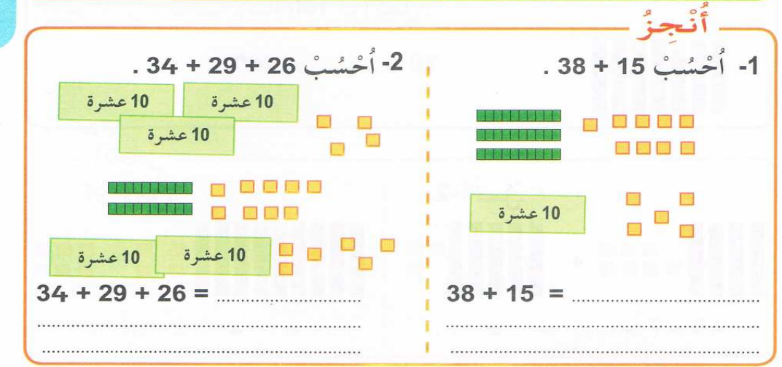 أُنْجِزُ
1- اُحْسُبْ 15 + 38 .
10 عشرة
38 + 15 = ........................
........................
........................
2- اُحْسُبْ 26 + 29 + 34 .
10 عشرة
10 عشرة
10 عشرة
10 عشرة
10 عشرة
34 + 29 + 26 = ........................
........................
........................